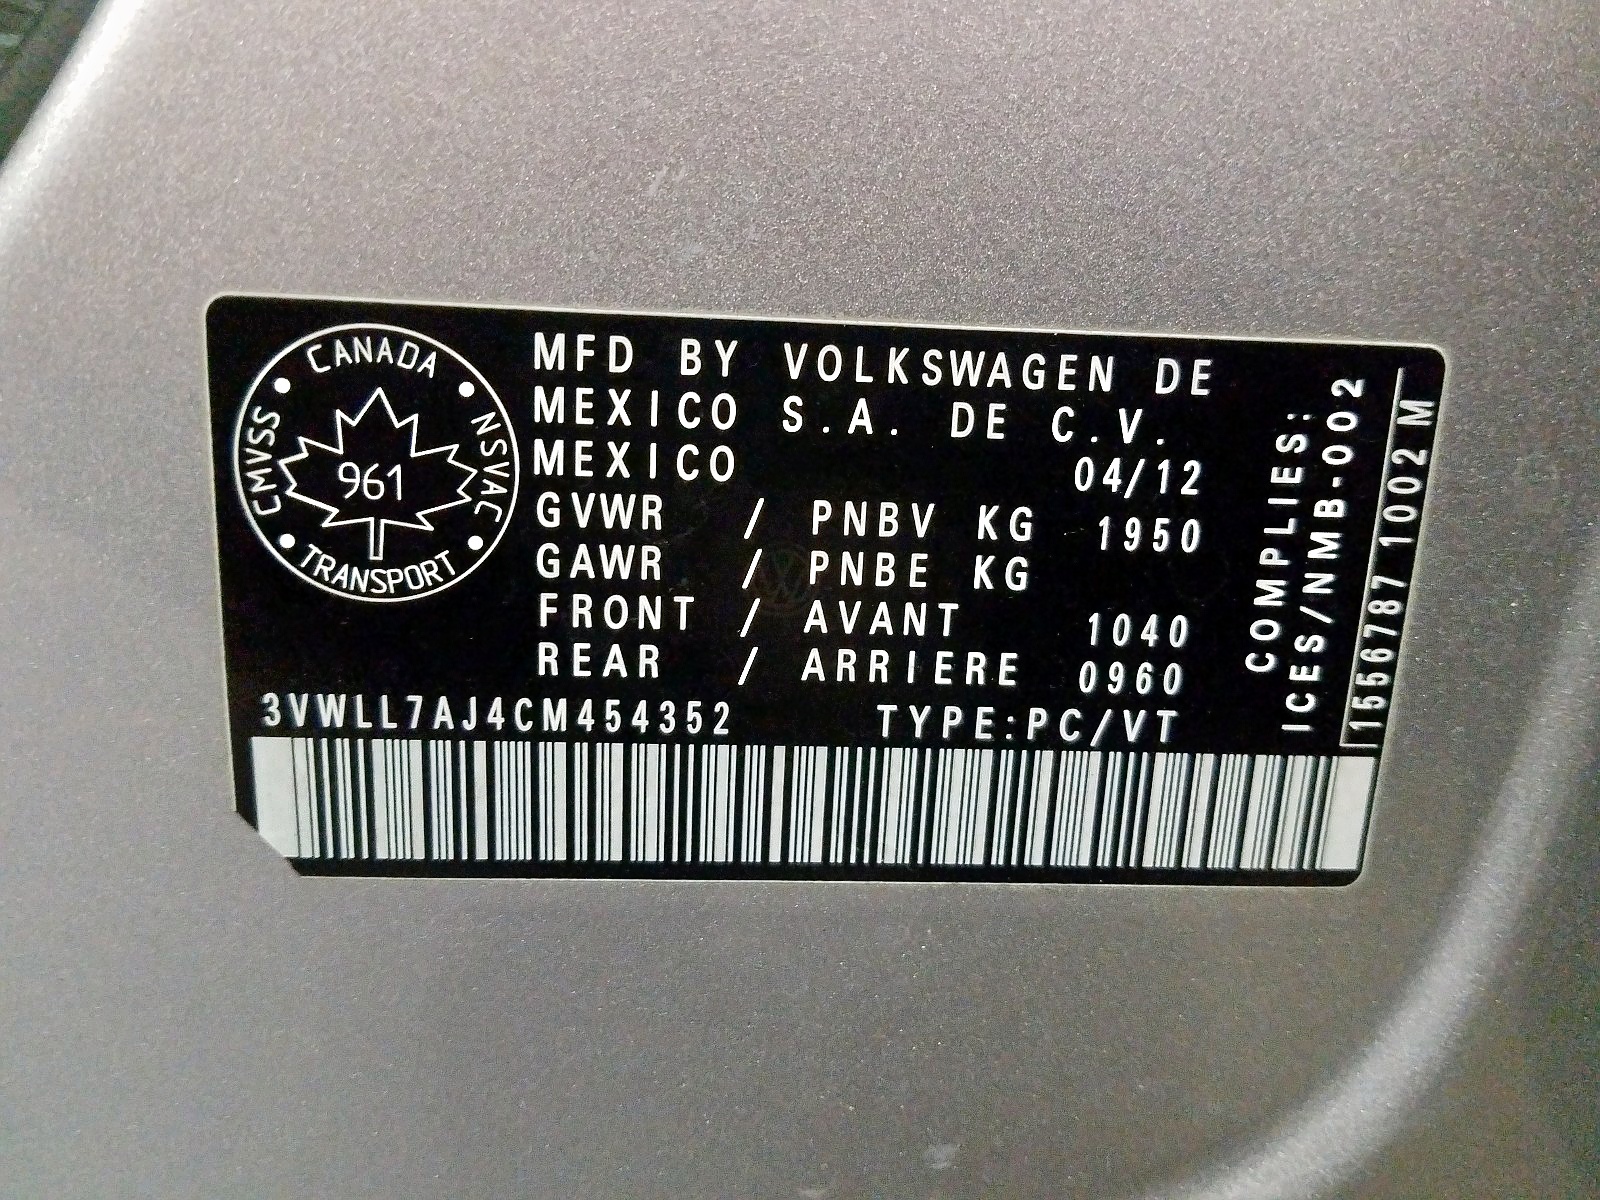 CANADA
CMVSS
NSVAC
961
TRANSPORT
MFD BY VOLKSWAGEN DE
MEXICO S.A. DE C.V.
MEXICO 04/12
GVWR / PNBV KG 1950
GAWR / PNBE KG
FRONT / AVANT 1040
REAR / ARRIERE 0960
3VWLL7AJ4CM454352 TYPE:PC/VT
COMPLIES:
ICES/NMB-002
1556787 1002 M